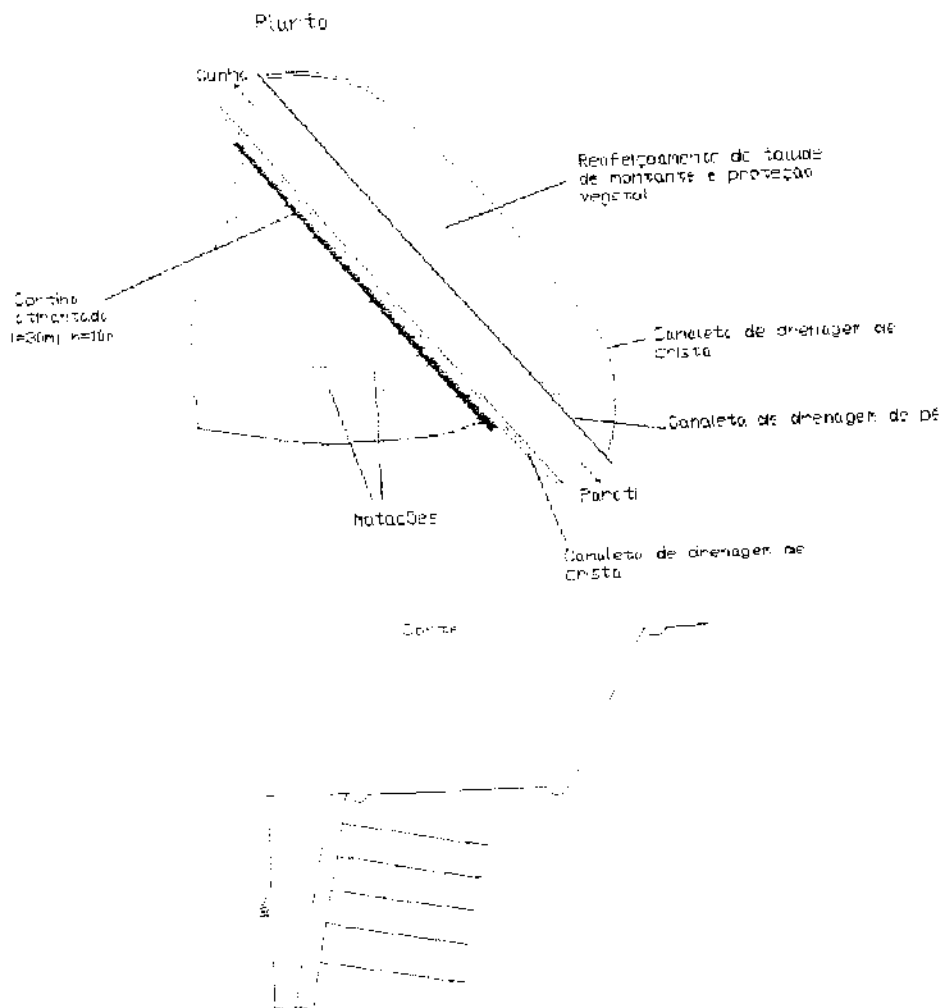 Planta
Cunha
Reafeiçoamento do talude
de montante e proteção
vegetal
Cortina
atirantada
l=30m; h=10m
Canaleta de drenagem de
crista
Canaleta de drenagem de pé
Parati
Matacões
Canaleta de drenagem de
crista
Corte